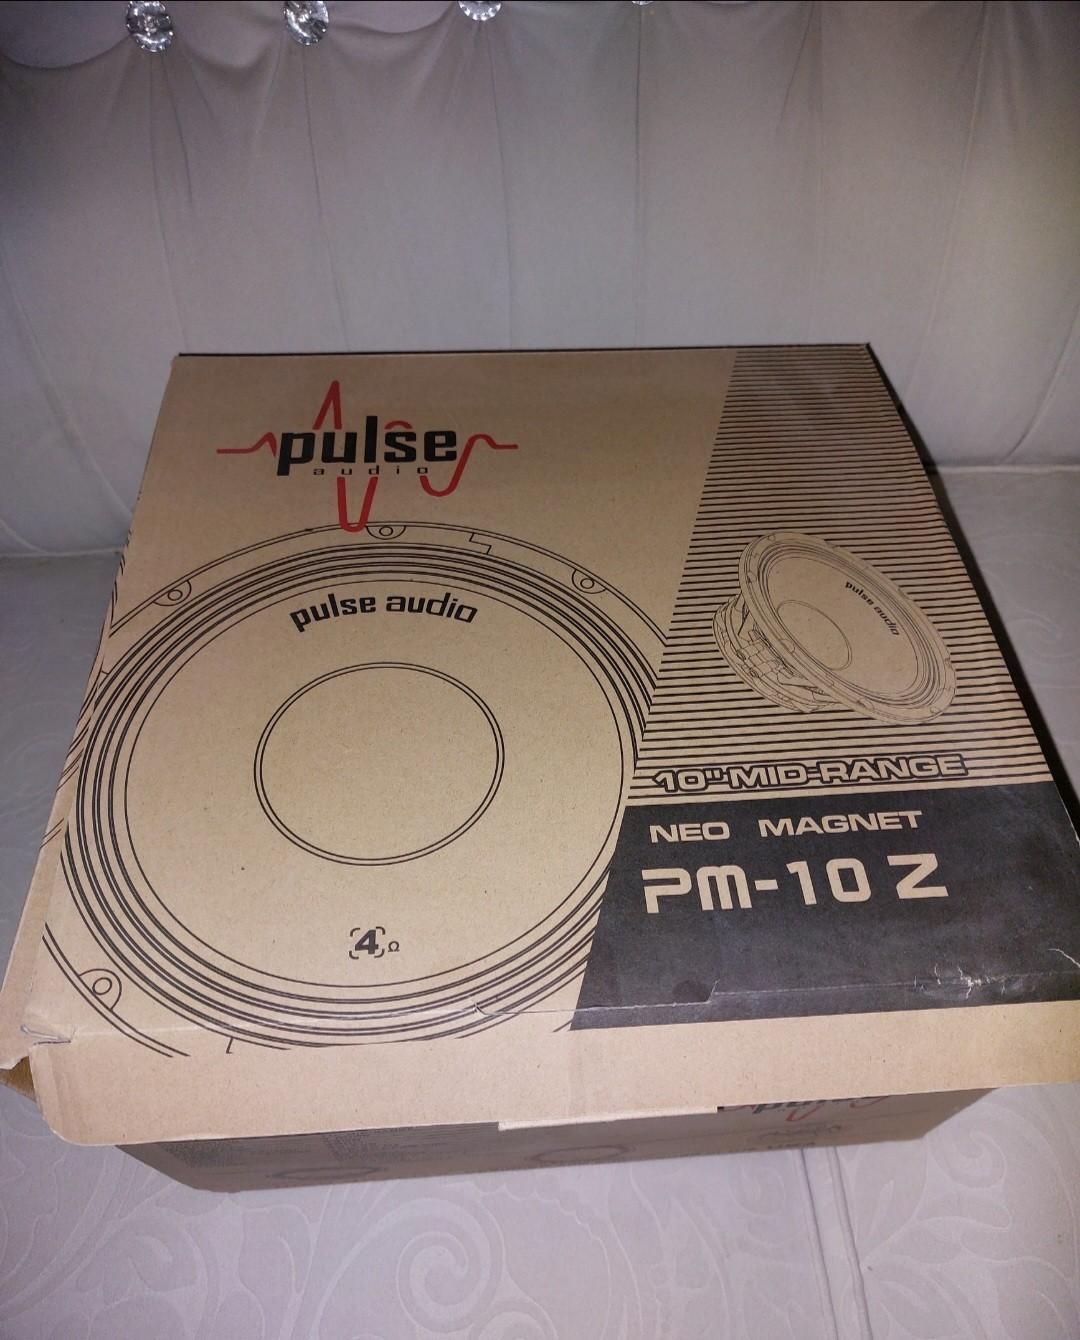 pulse
audio
pulse audio
pulse audio
10" MID-RANGE
NEO MAGNET
PM-10 Z
4Ω